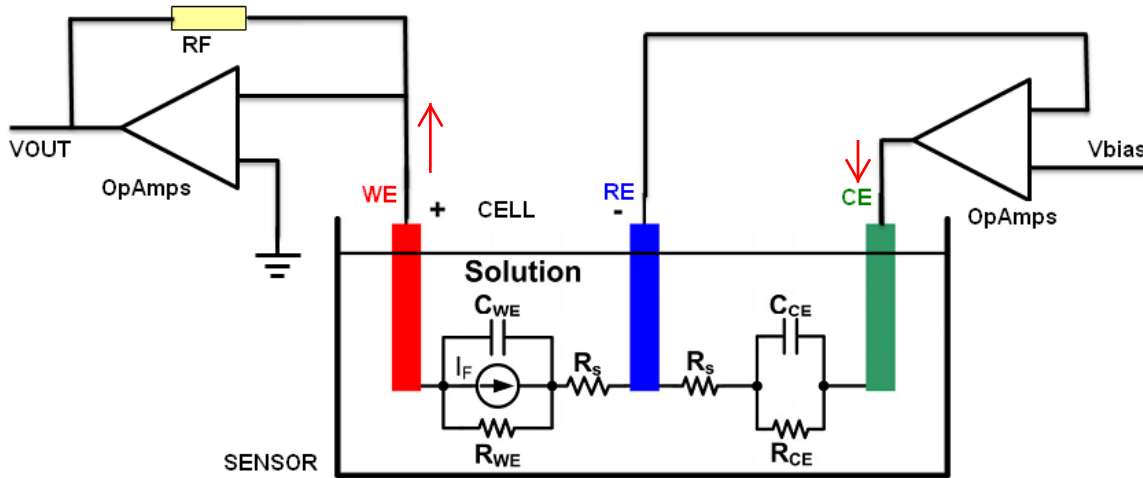 RF
VOUT
OpAmps
WE
+
CELL
RE
-
CE
Vbias
OpAmps
Solution
CWE
IF
Rs
RWE
Rs
CCE
RCE
SENSOR